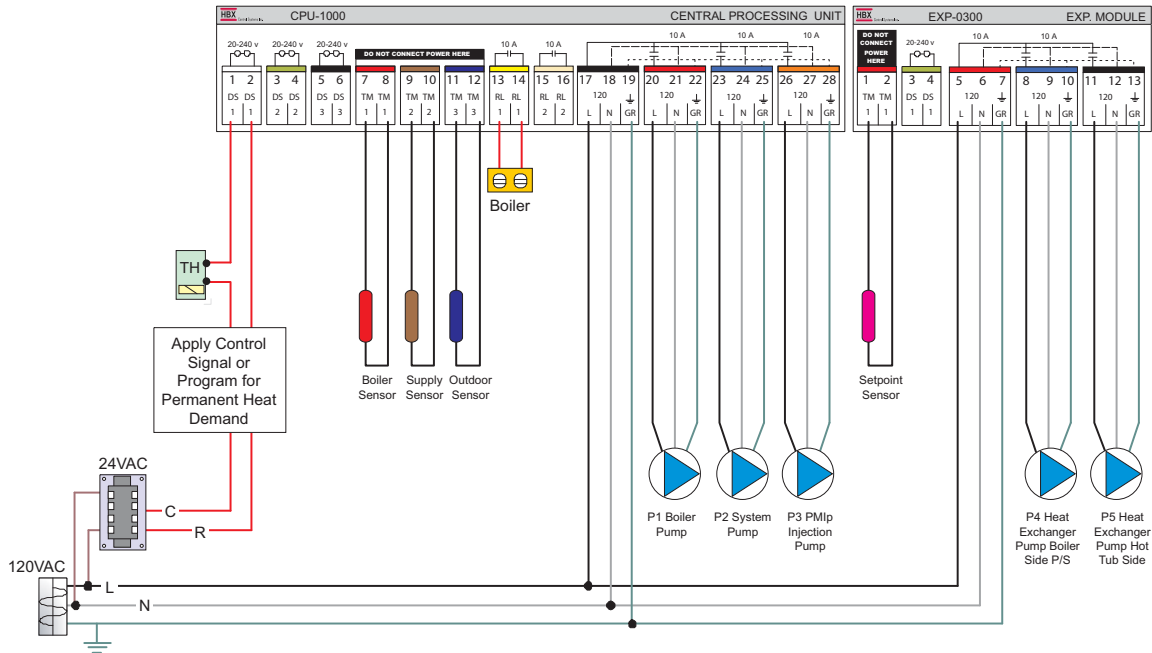 HBX CPU-1000 CENTRAL PROCESSING UNIT
Control Systems Inc.
20-240 v 20-240 v 20-240 v DO NOT CONNECT POWER HERE 10 A 10 A 10 A 10 A 10 A
1 2 3 4 5 6 7 8 9 10 11 12 13 14 15 16 17 18 19 20 21 22 23 24 25 26 27 28
DS DS DS DS DS DS TM TM TM TM TM TM RL RL RL RL 120 120 120 120
1 1 2 2 3 3 1 1 2 2 3 3 1 1 2 2 L N GR L N GR L N GR L N GR
HBX EXP-0300 EXP. MODULE
DO NOT
CONNECT
POWER
HERE
20-240 v 10 A 10 A
1 2 3 4 5 6 7 8 9 10 11 12 13
TM TM DS DS 120 120 120
1 2 1 1 L N GR L N GR L N GR
Boiler
TH
Apply Control
Signal or
Program for
Permanent Heat
Demand
Boiler
Sensor
Supply
Sensor
Outdoor
Sensor
Setpoint
Sensor
24VAC
C
R
P1 Boiler
Pump
P2 System
Pump
P3 PMIp
Injection
Pump
P4 Heat
Exchanger
Pump Boiler
Side P/S
P5 Heat
Exchanger
Pump Hot
Tub Side
120VAC
L
N